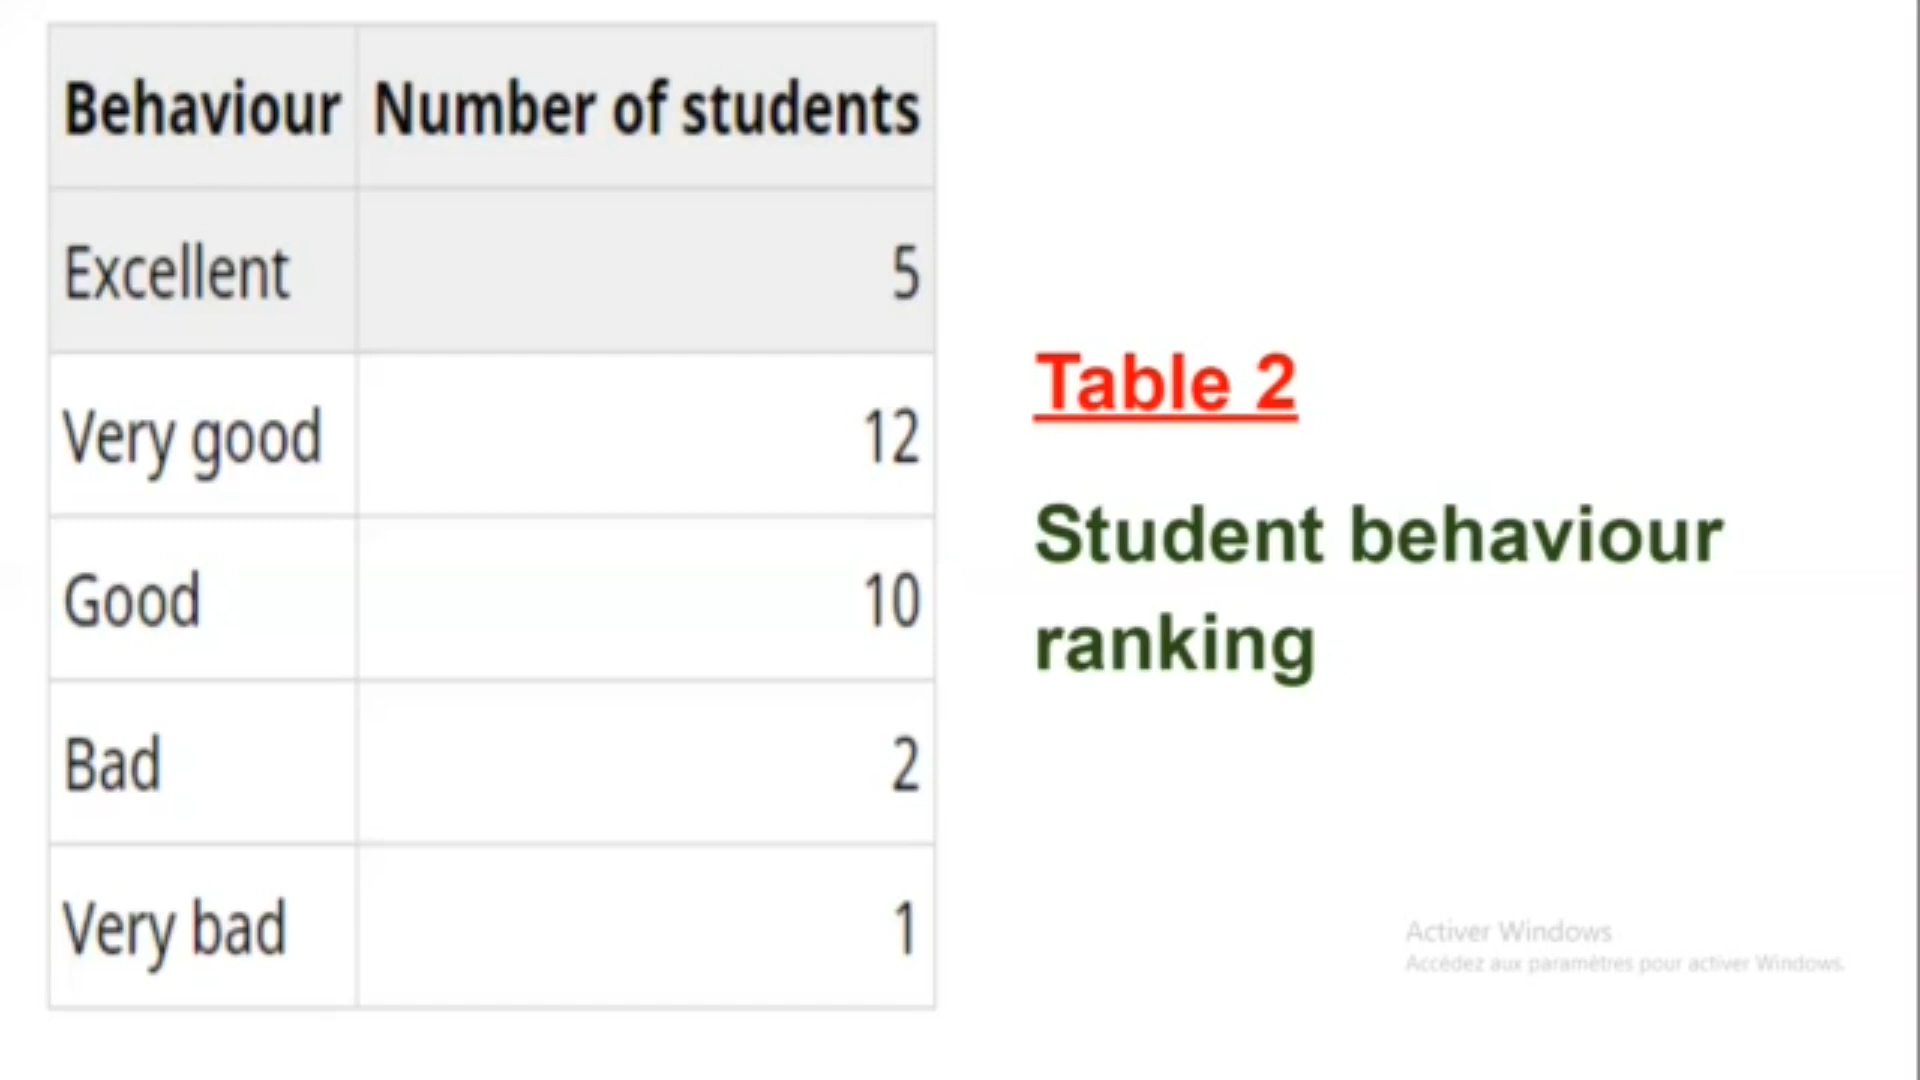 Behaviour Number of students
Excellent 5
Very good 12
Good 10
Bad 2
Very bad 1
Table 2
Student behaviour
ranking
Activer Windows
Accédez aux paramètres pour activer Windows.